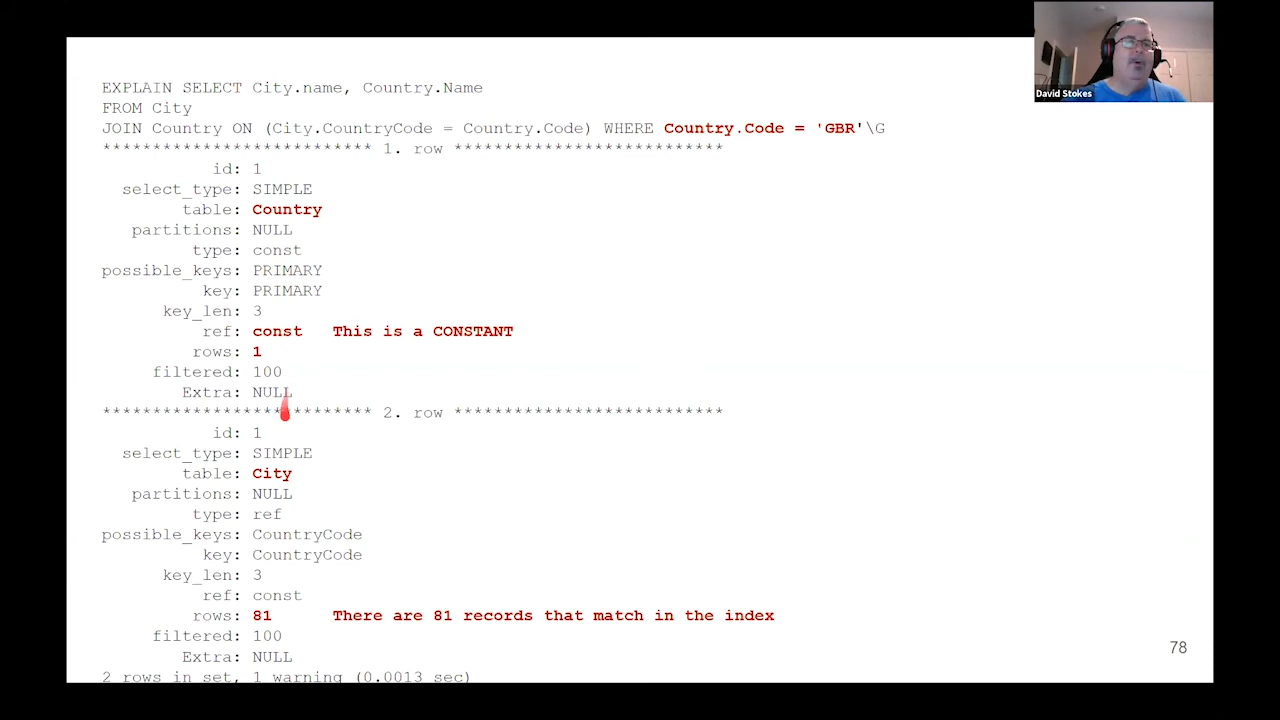 EXPLAIN SELECT City.name, Country.Name
FROM City
JOIN Country ON (City.CountryCode = Country.Code) WHERE Country.Code = 'GBR'\G
*************************** 1. row ***************************
id: 1
select_type: SIMPLE
table: Country
partitions: NULL
type: const
possible_keys: PRIMARY
key: PRIMARY
key_len: 3
ref: const This is a CONSTANT
rows: 1
filtered: 100
Extra: NULL
*************************** 2. row ***************************
id: 1
select_type: SIMPLE
table: City
partitions: NULL
type: ref
possible_keys: CountryCode
key: CountryCode
key_len: 3
ref: const
rows: 81 There are 81 records that match in the index
filtered: 100
Extra: NULL
2 rows in set, 1 warning (0.0013 sec)
78
David Stokes